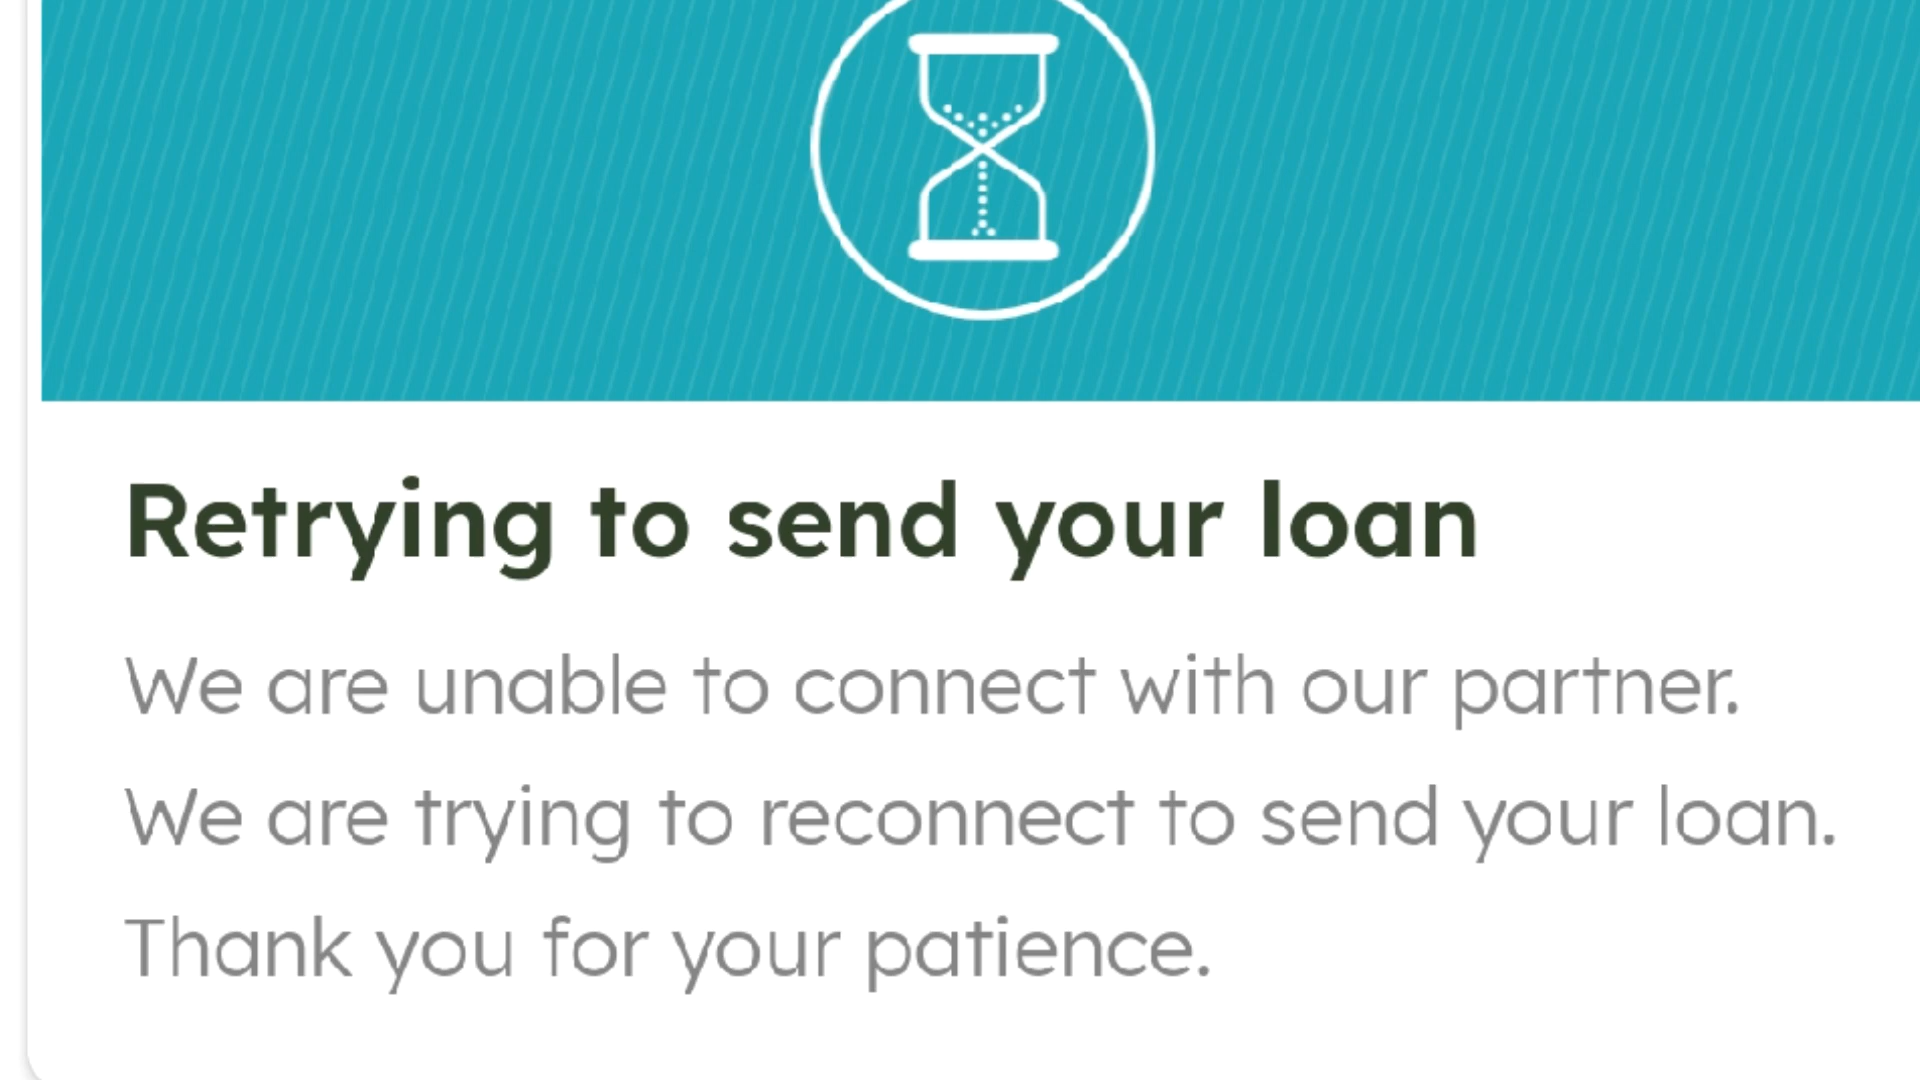 Retrying to send your loan
We are unable to connect with our partner.
We are trying to reconnect to send your loan.
Thank you for your patience.